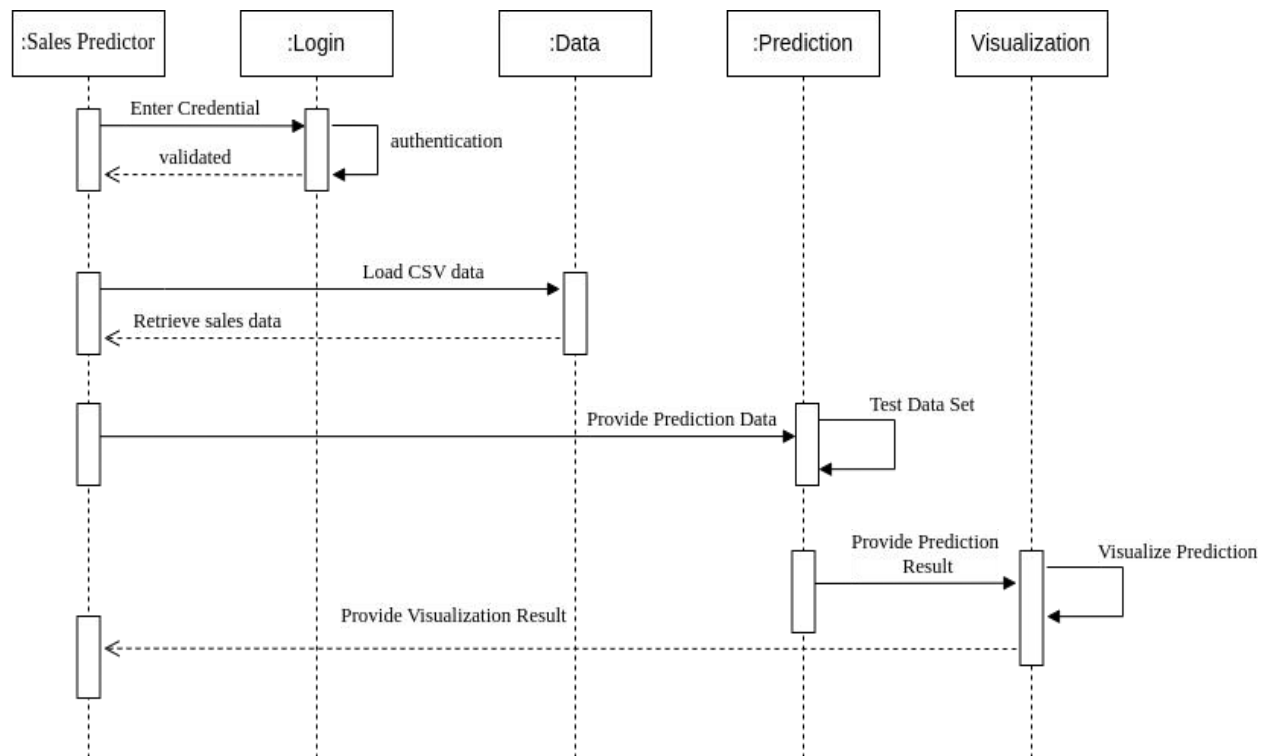 :Sales Predictor
:Login
:Data
:Prediction
Visualization
Enter Credential
authentication
validated
Load CSV data
Retrieve sales data
Test Data Set
Provide Prediction Data
Provide Prediction
Result
Visualize Prediction
Provide Visualization Result